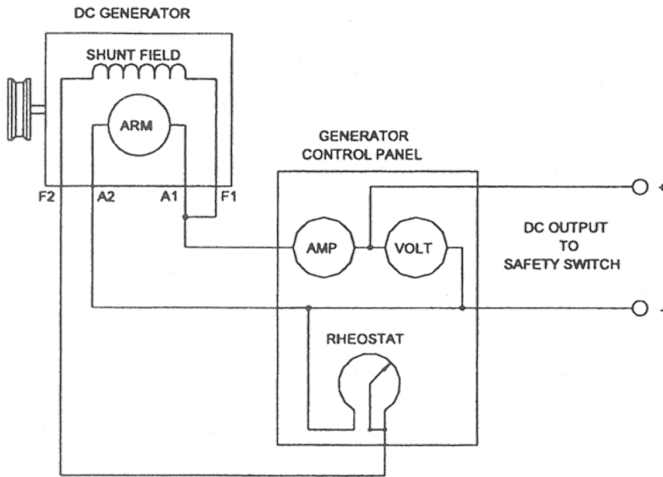 DC GENERATOR
SHUNT FIELD
ARM
F2
A2
A1
F1
GENERATOR
CONTROL PANEL
AMP
VOLT
+
DC OUTPUT
TO
SAFETY SWITCH
-
RHEOSTAT